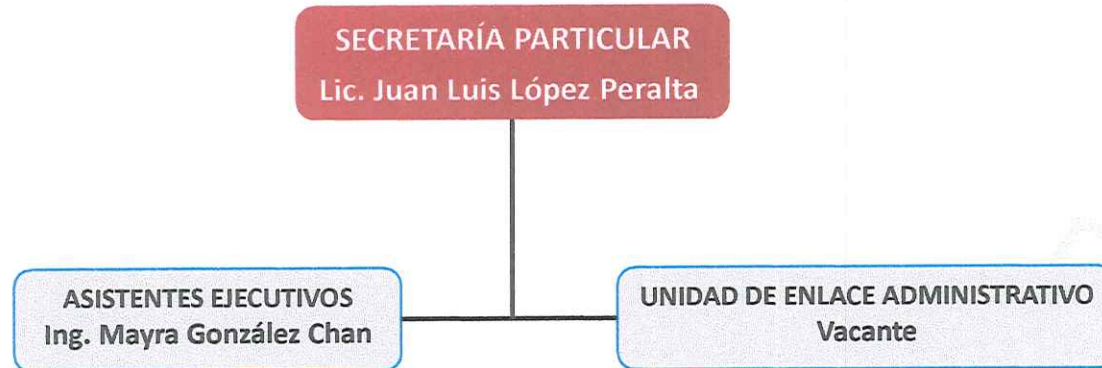 SECRETARÍA PARTICULAR
Lic. Juan Luis López Peralta
ASISTENTES EJECUTIVOS
Ing. Mayra González Chan
UNIDAD DE ENLACE ADMINISTRATIVO
Vacante